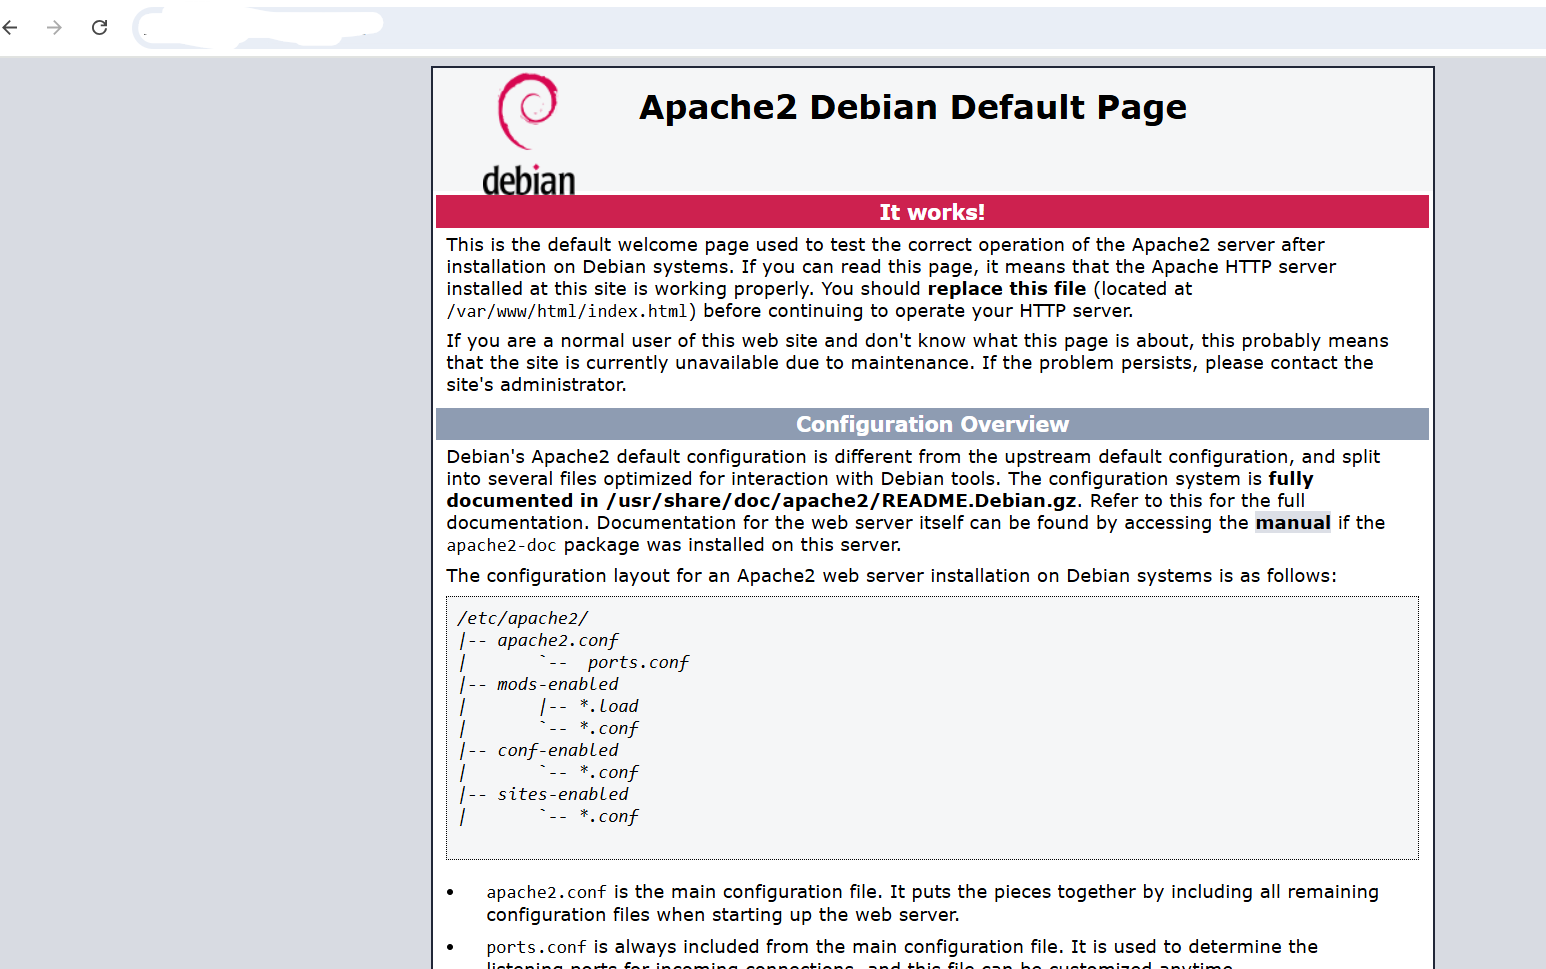 Apache2 Debian Default Page
debian
It works!
This is the default welcome page used to test the correct operation of the Apache2 server after
installation on Debian systems. If you can read this page, it means that the Apache HTTP server
installed at this site is working properly. You should replace this file (located at
/var/www/html/index.html) before continuing to operate your HTTP server.
If you are a normal user of this web site and don't know what this page is about, this probably means
that the site is currently unavailable due to maintenance. If the problem persists, please contact the
site's administrator.
Configuration Overview
Debian's Apache2 default configuration is different from the upstream default configuration, and split
into several files optimized for interaction with Debian tools. The configuration system is fully
documented in /usr/share/doc/apache2/README.Debian.gz. Refer to this for the full
documentation. Documentation for the web server itself can be found by accessing the manual if the
apache2-doc package was installed on this server.
The configuration layout for an Apache2 web server installation on Debian systems is as follows:
/etc/apache2/
|-- apache2.conf
|       `--  ports.conf
|-- mods-enabled
|       |-- *.load
|       `-- *.conf
|-- conf-enabled
|       `-- *.conf
|-- sites-enabled
|       `-- *.conf
• apache2.conf is the main configuration file. It puts the pieces together by including all remaining
configuration files when starting up the web server.
• ports.conf is always included from the main configuration file. It is used to determine the
listening ports for incoming connections, and this file can be customized anytime.